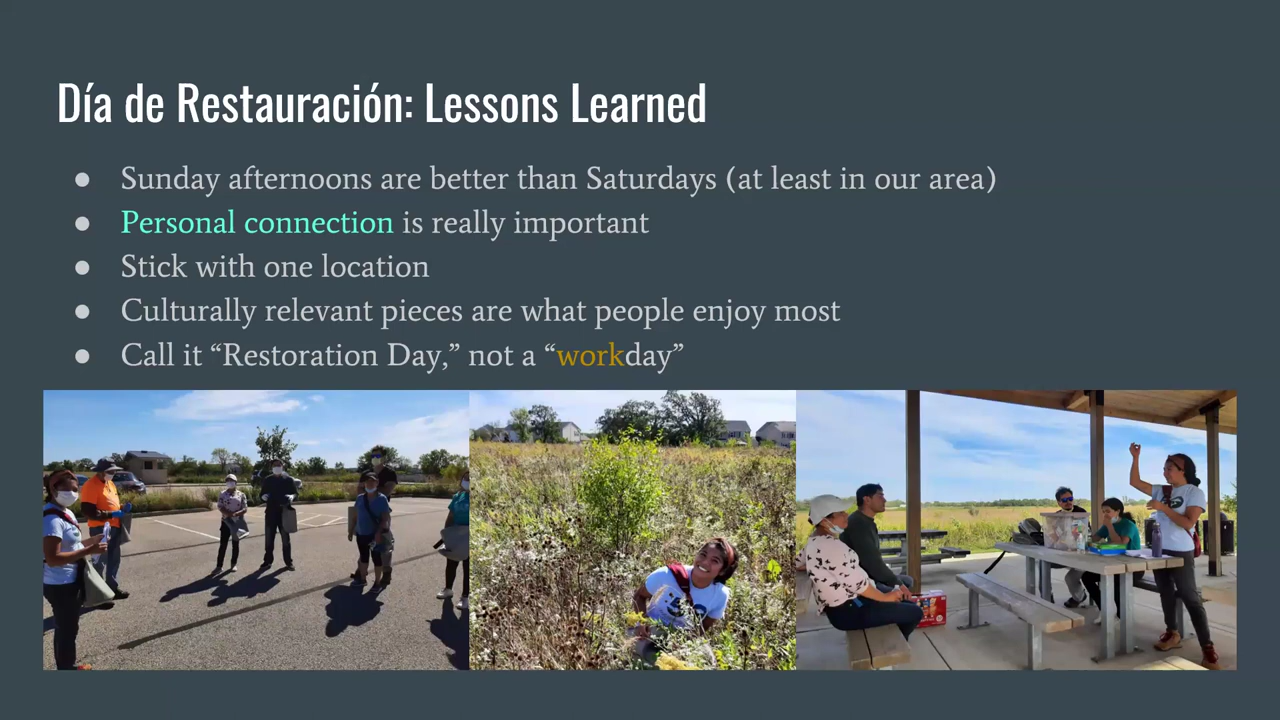 Día de Restauración: Lessons Learned
● Sunday afternoons are better than Saturdays (at least in our area)
● Personal connection is really important
● Stick with one location
● Culturally relevant pieces are what people enjoy most
● Call it “Restoration Day,” not a “workday”